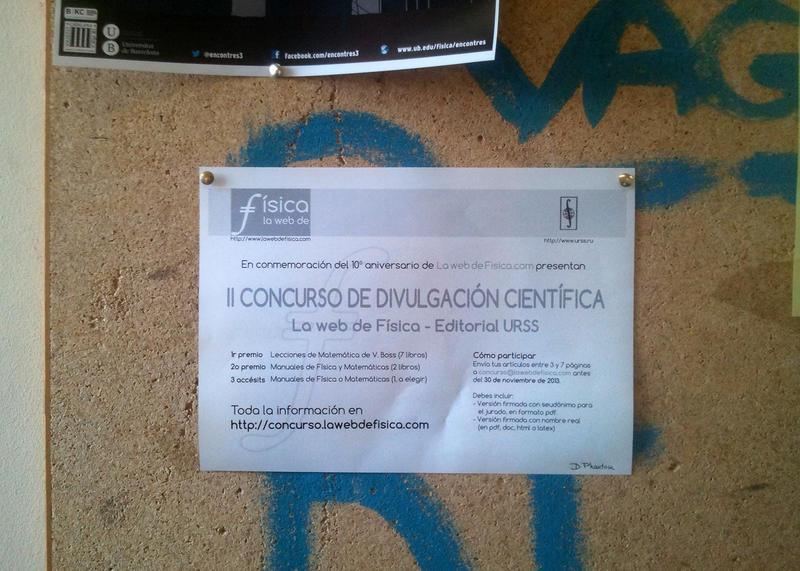 B KC
UB Universitat de Barcelona
@encontres3
facebook.com/encontres3
www.ub.edu/fisica/encontres
VAG
física
la web de
http://www.lawebdefisica.com
http://www.urss.ru
En conmemoración del 10º aniversario de La web de Fisica.com presentan
II CONCURSO DE DIVULGACIÓN CIENTÍFICA
La web de Física - Editorial URSS
1r premio Lecciones de Matemática de V. Boss (7 libros)
2o premio Manuales de Física y Matemáticas (2 libros)
3 accésits Manuales de Física o Matemáticas (1, a elegir)
Toda la información en
http://concurso.lawebdefisica.com
Cómo participar
Envía tus artículos entre 3 y 7 páginas
a concurso@lawebdefisica.com antes
del 30 de noviembre de 2013.
Debes incluir:
- Versión firmada con seudónimo para
el jurado, en formato pdf.
- Versión firmada con nombre real
(en pdf, doc, html o latex)
D. Phantom